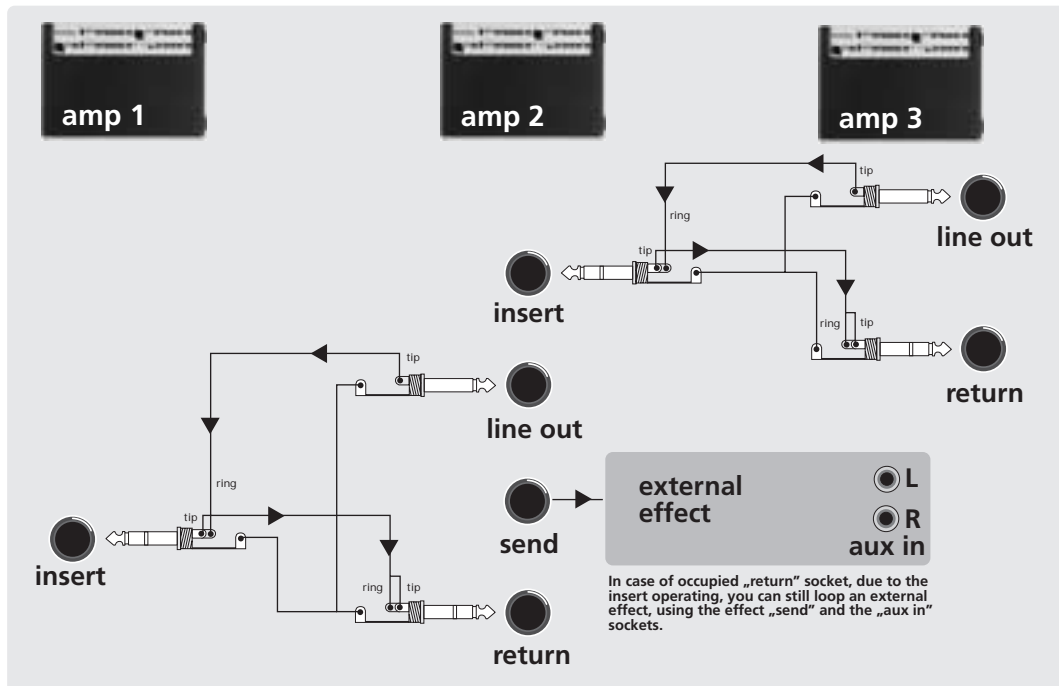 amp 1
amp 2
amp 3
tip
line out
ring
tip
insert
ring
tip
return
tip
line out
ring
tip
insert
ring
tip
return
send
external
effect
L
R
aux in
In case of occupied „return" socket, due to the
insert operating, you can still loop an external
effect, using the effect „send" and the „aux in"
sockets.